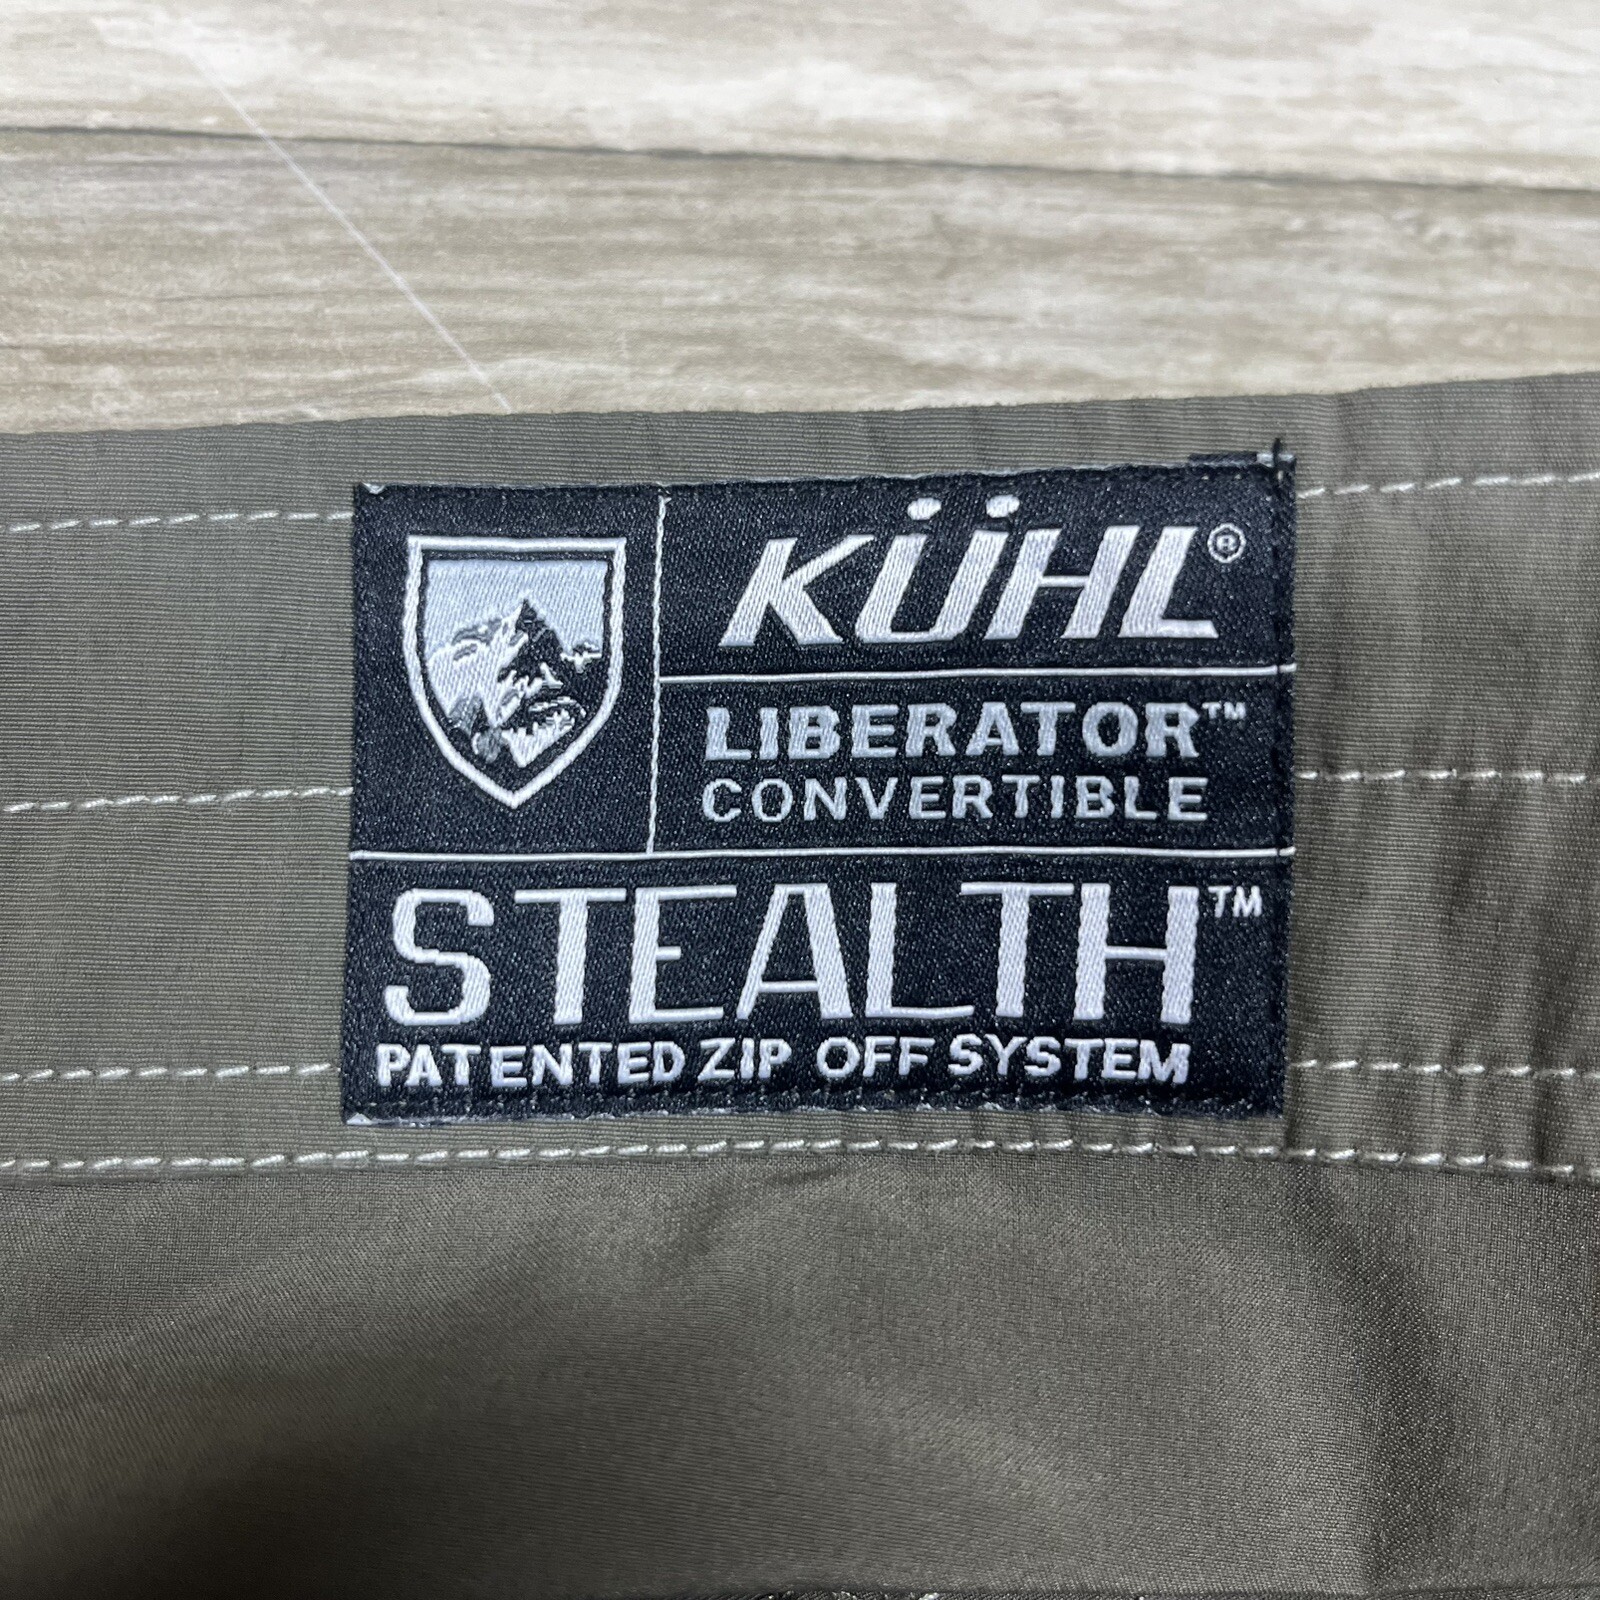 KÜHL®
LIBERATOR™
CONVERTIBLE
STEALTH™
PATENTED ZIP OFF SYSTEM